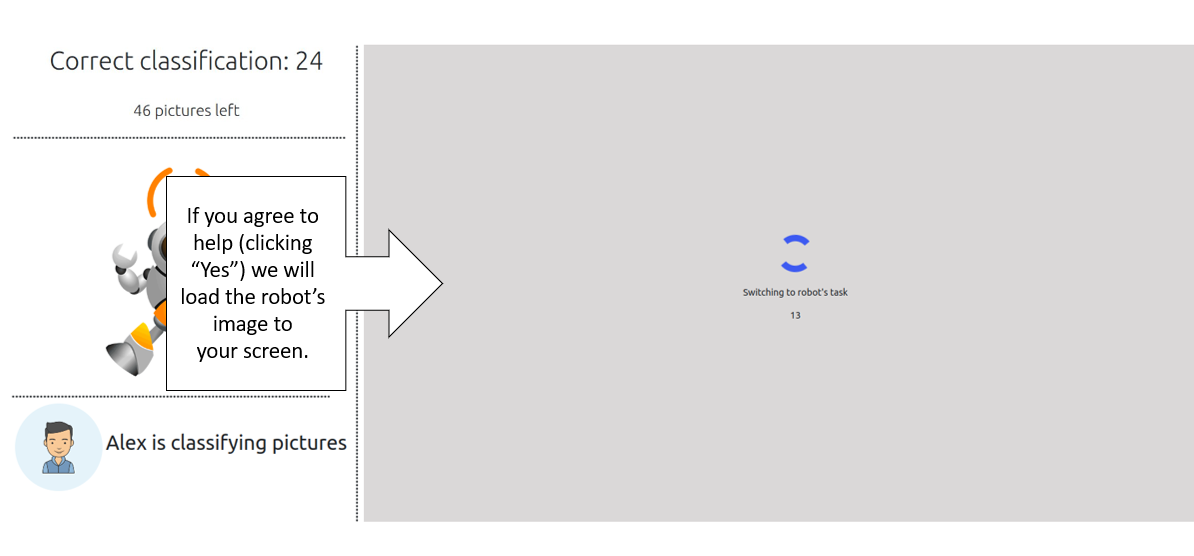 Correct classification: 24
46 pictures left
If you agree to
help (clicking
“Yes”) we will
load the robot’s
image to
your screen.
Switching to robot's task
13
Alex is classifying pictures